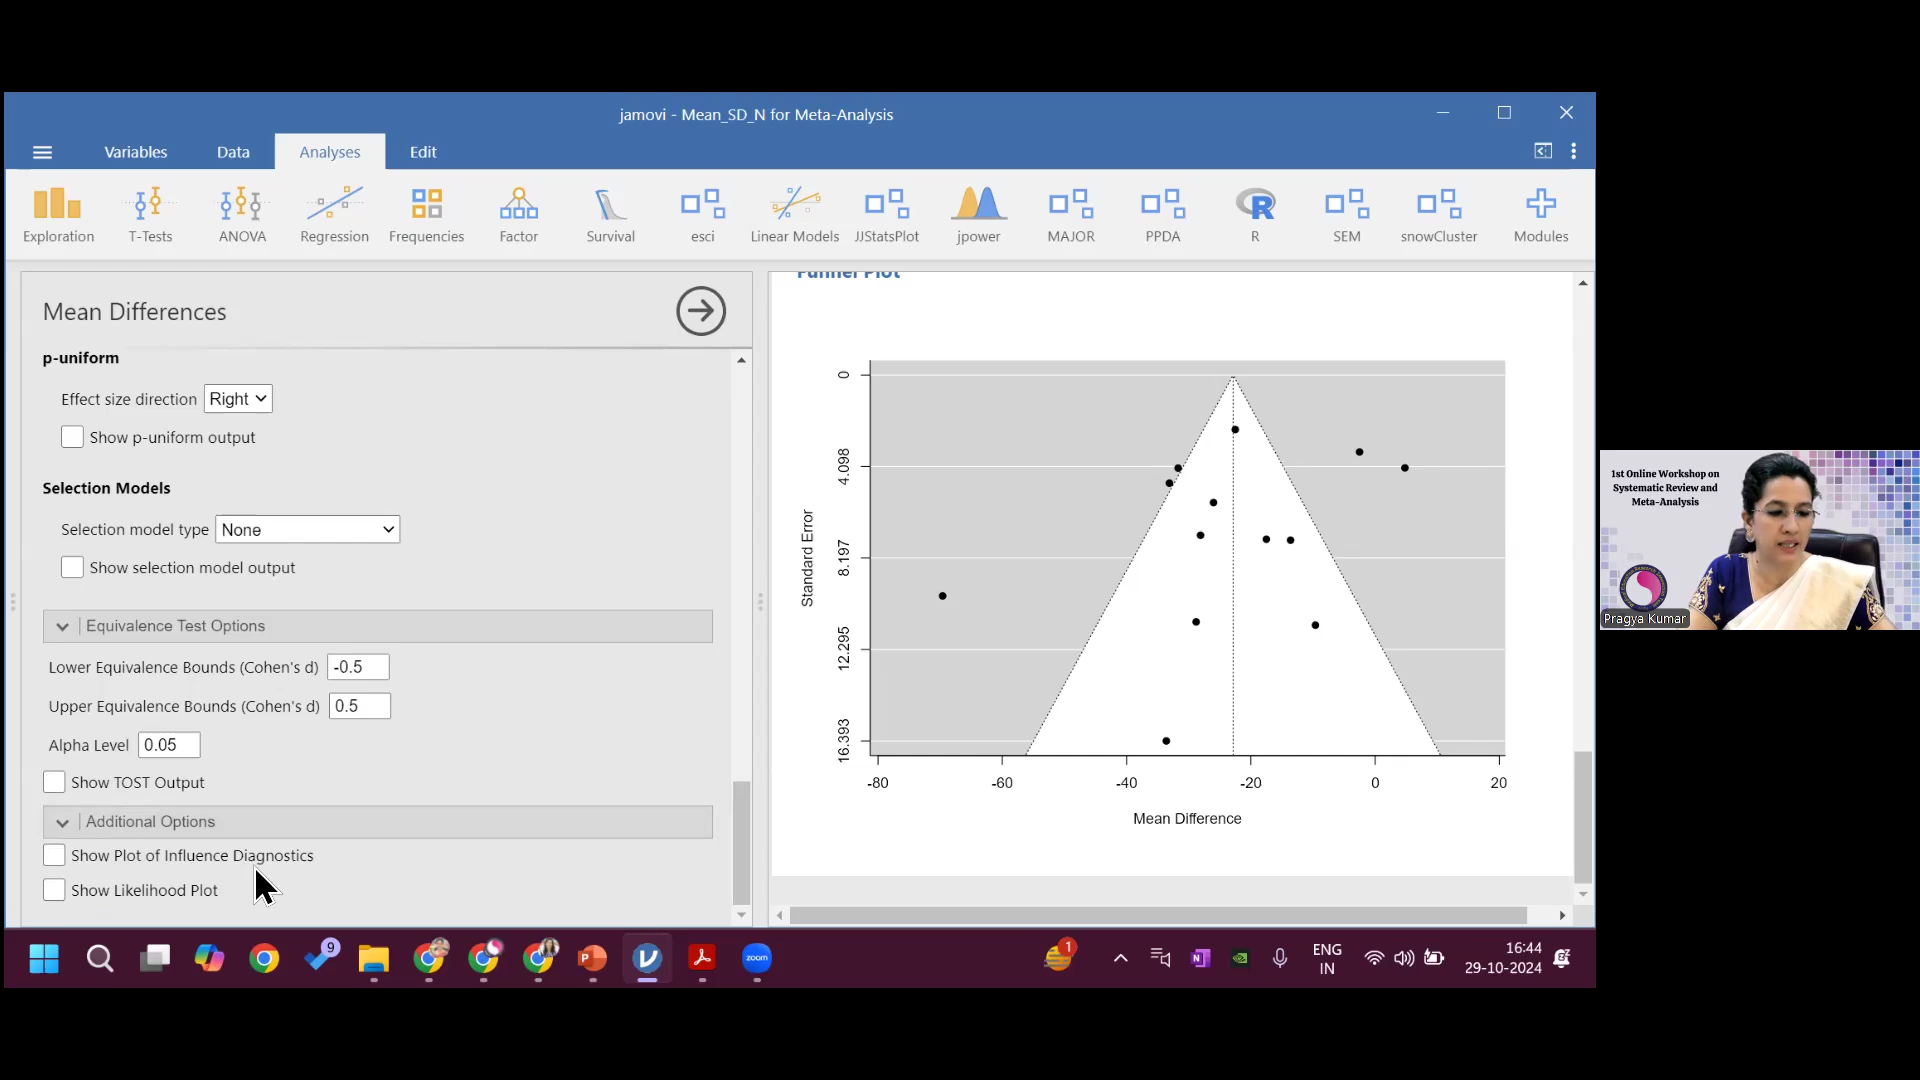 jamovi - Mean_SD_N for Meta-Analysis
Variables
Data
Analyses
Edit
Exploration
T-Tests
ANOVA
Regression
Frequencies
Factor
Survival
esci
Linear Models
JJStatsPlot
jpower
MAJOR
PPDA
R
SEM
snowCluster
Modules
Mean Differences
p-uniform
Effect size direction Right
Show p-uniform output
Selection Models
Selection model type None
Show selection model output
Equivalence Test Options
Lower Equivalence Bounds (Cohen's d) -0.5
Upper Equivalence Bounds (Cohen's d) 0.5
Alpha Level 0.05
Show TOST Output
Additional Options
Show Plot of Influence Diagnostics
Show Likelihood Plot
Funnel Plot
Standard Error
0
4.098
8.197
12.295
16.393
-80
-60
-40
-20
0
20
Mean Difference
1st Online Workshop on
Systematic Review and
Meta-Analysis
Pragya Kumar
9
P
zoom
1
N
ENG
IN
16:44
29-10-2024